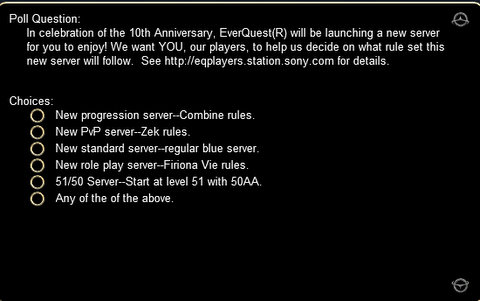 Poll Question:
In celebration of the 10th Anniversary, EverQuest(R) will be launching a new server
for you to enjoy! We want YOU, our players, to help us decide on what rule set this
new server will follow.  See http://eqplayers.station.sony.com for details.
Choices:
New progression server--Combine rules.
New PvP server--Zek rules.
New standard server--regular blue server.
New role play server--Firiona Vie rules.
51/50 Server--Start at level 51 with 50AA.
Any of the of the above.